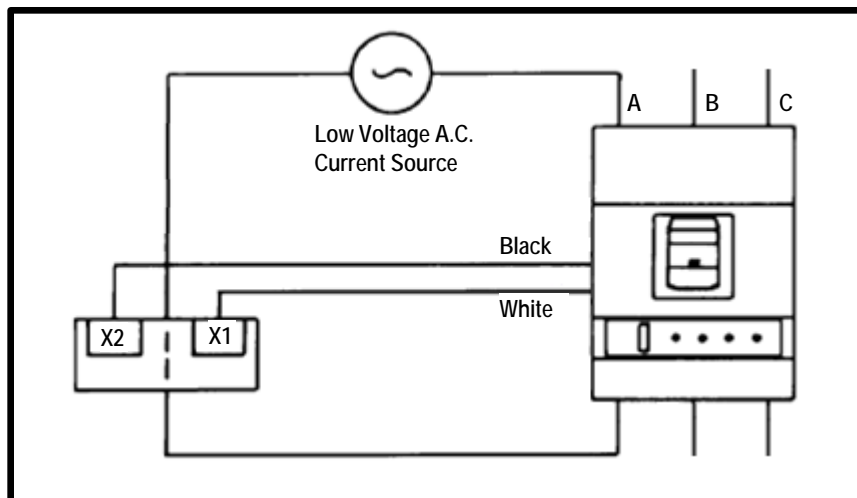 A
B
C
Low Voltage A.C.
Current Source
Black
White
X2
X1